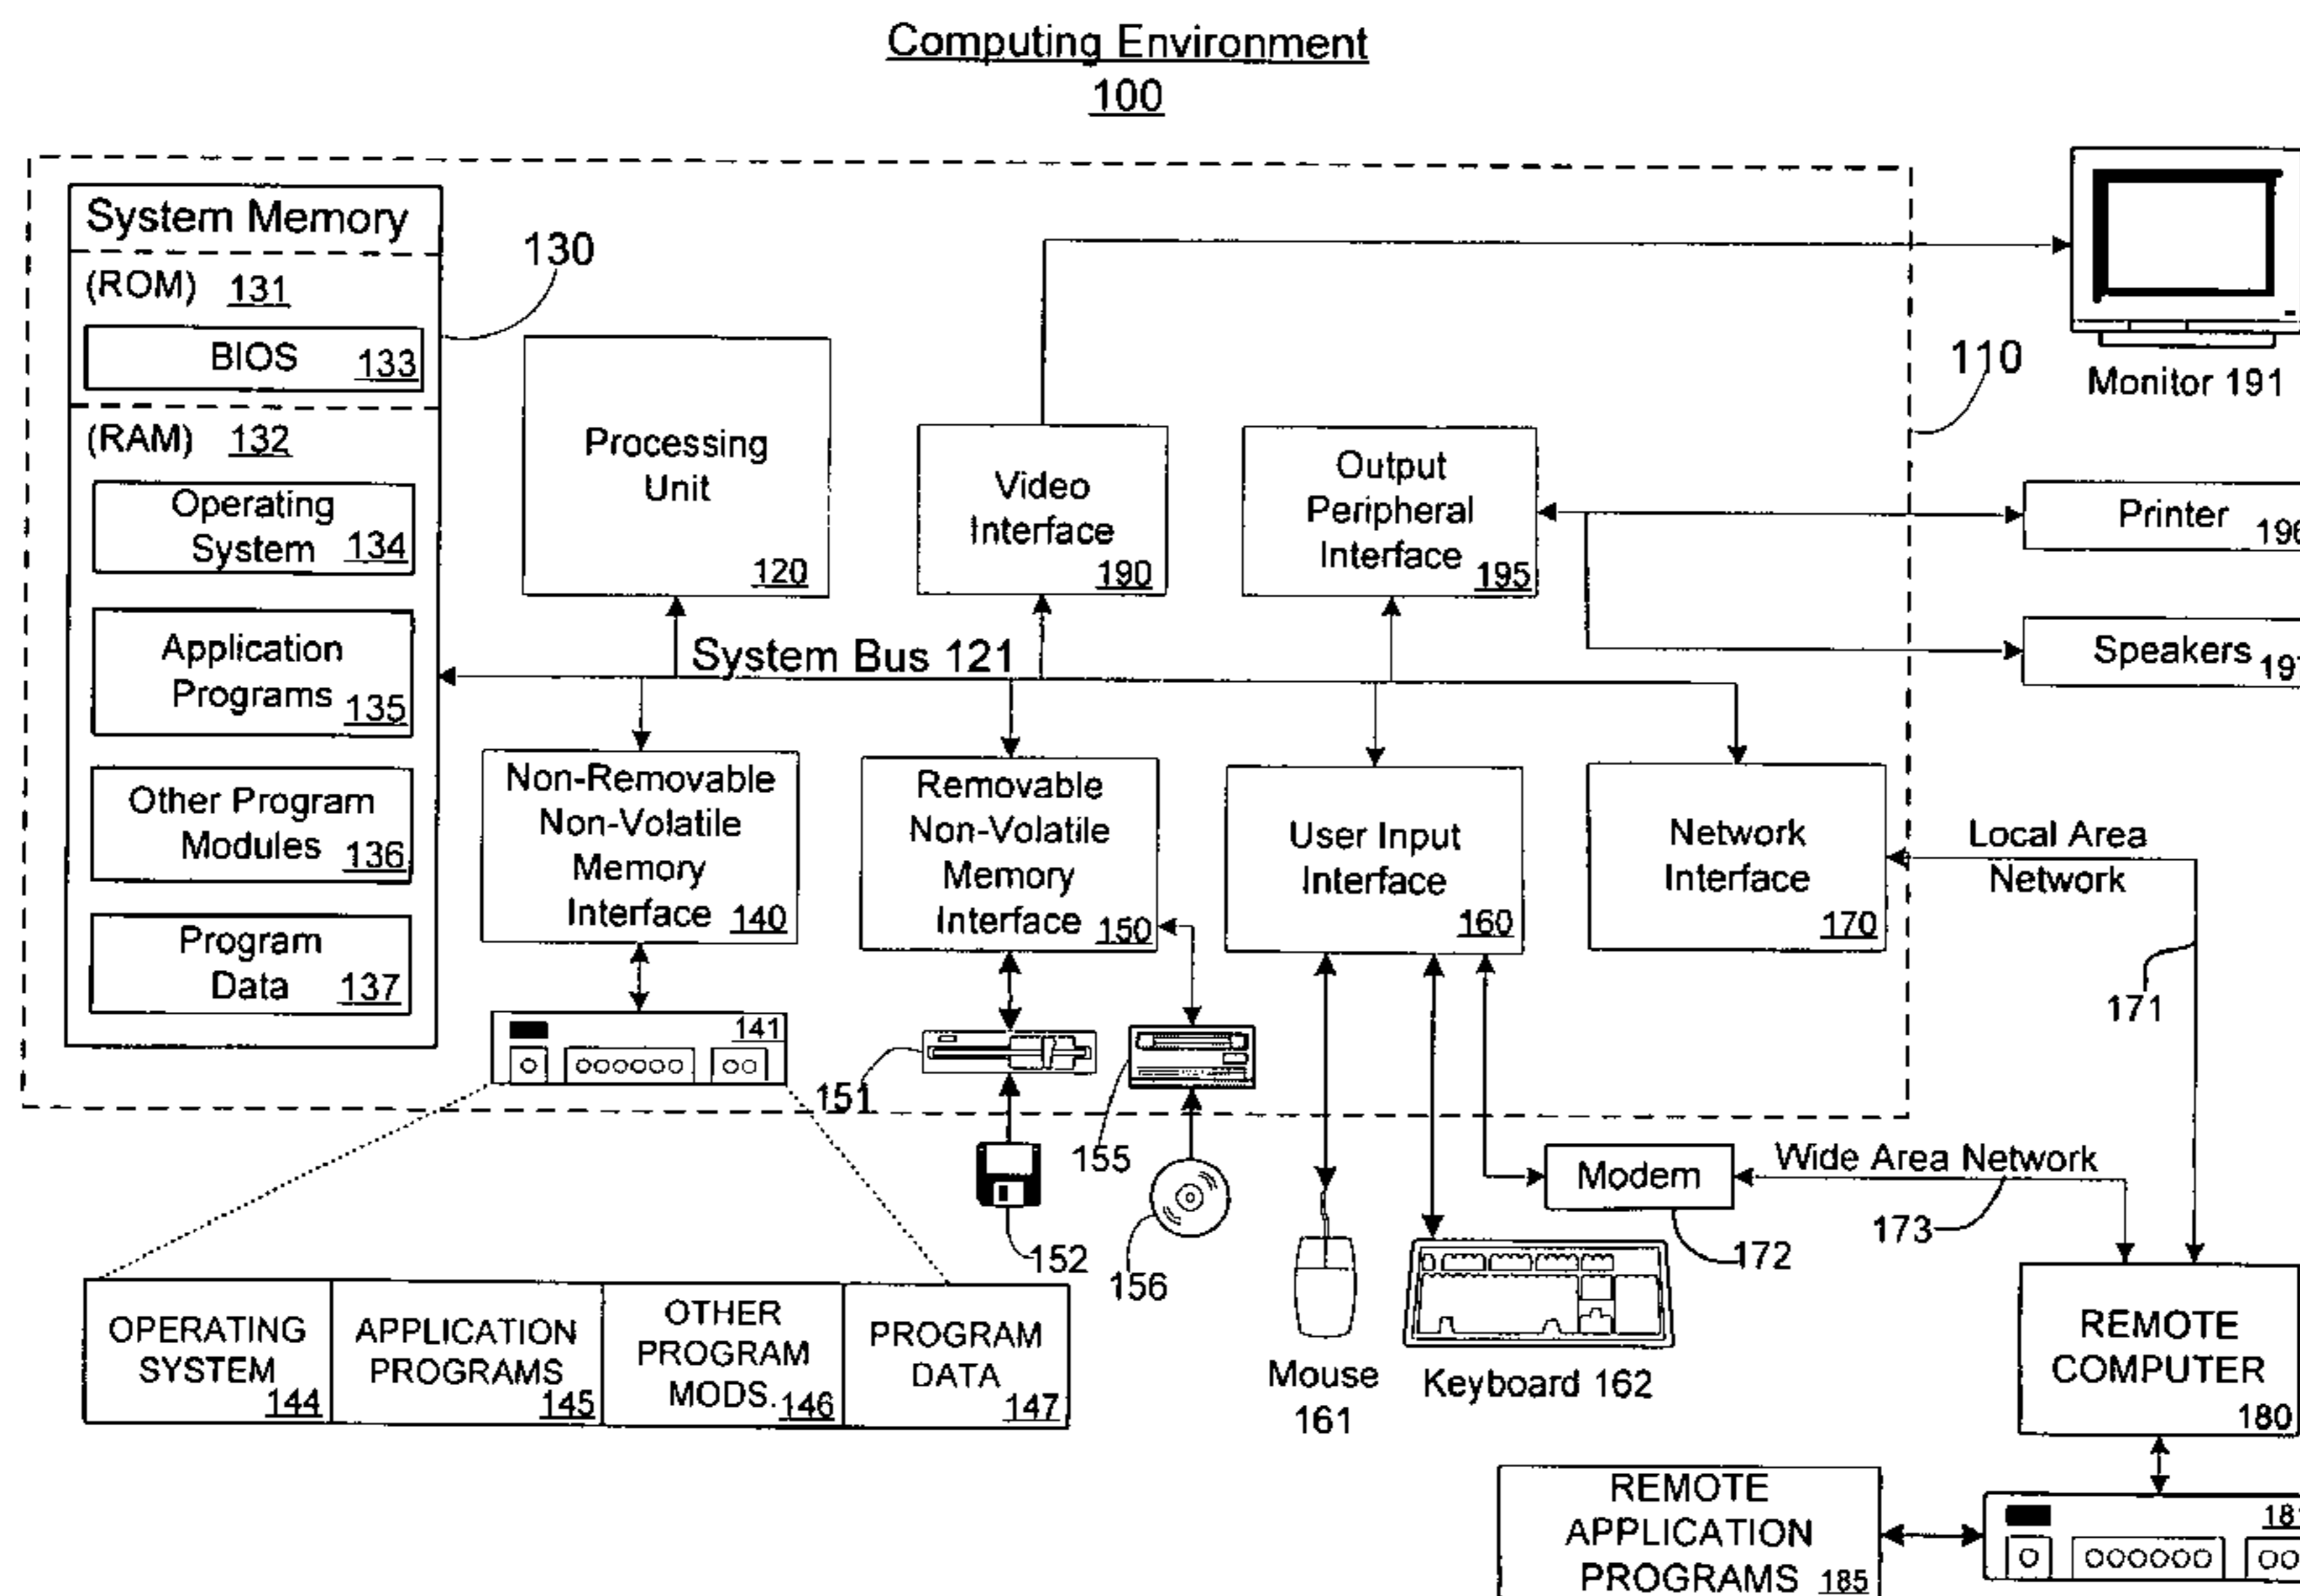 Computing Environment
100
System Memory
(ROM) 131
BIOS 133
(RAM) 132
Operating
System 134
Application
Programs 135
Other Program
Modules 136
Program
Data 137
130
Processing
Unit
120
Video
Interface
190
Output
Peripheral
Interface 195
110
Monitor 191
Printer 196
Speakers 197
System Bus 121
Non-Removable
Non-Volatile
Memory
Interface 140
Removable
Non-Volatile
Memory
Interface 150
User Input
Interface
160
Network
Interface
170
Local Area
Network
171
141
151
155
152
156
Modem
172
Wide Area Network
173
Mouse
161
Keyboard 162
OPERATING
SYSTEM
144
APPLICATION
PROGRAMS
145
OTHER
PROGRAM
MODS. 146
PROGRAM
DATA
147
REMOTE
COMPUTER
180
REMOTE
APPLICATION
PROGRAMS 185
181